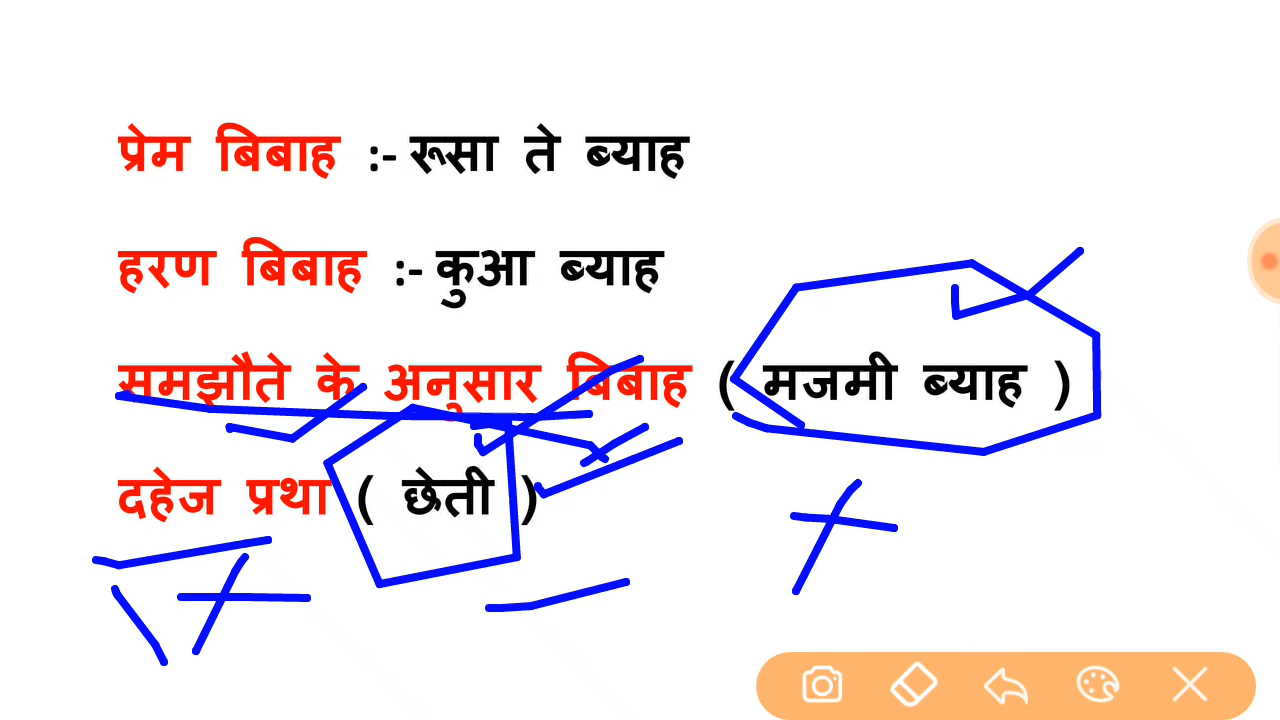 प्रेम बिबाह :- रूसा ते ब्याह
हरण बिबाह :- कुआ ब्याह
समझौते के अनुसार बिबाह ( मजमी ब्याह )
दहेज प्रथा ( छेती )